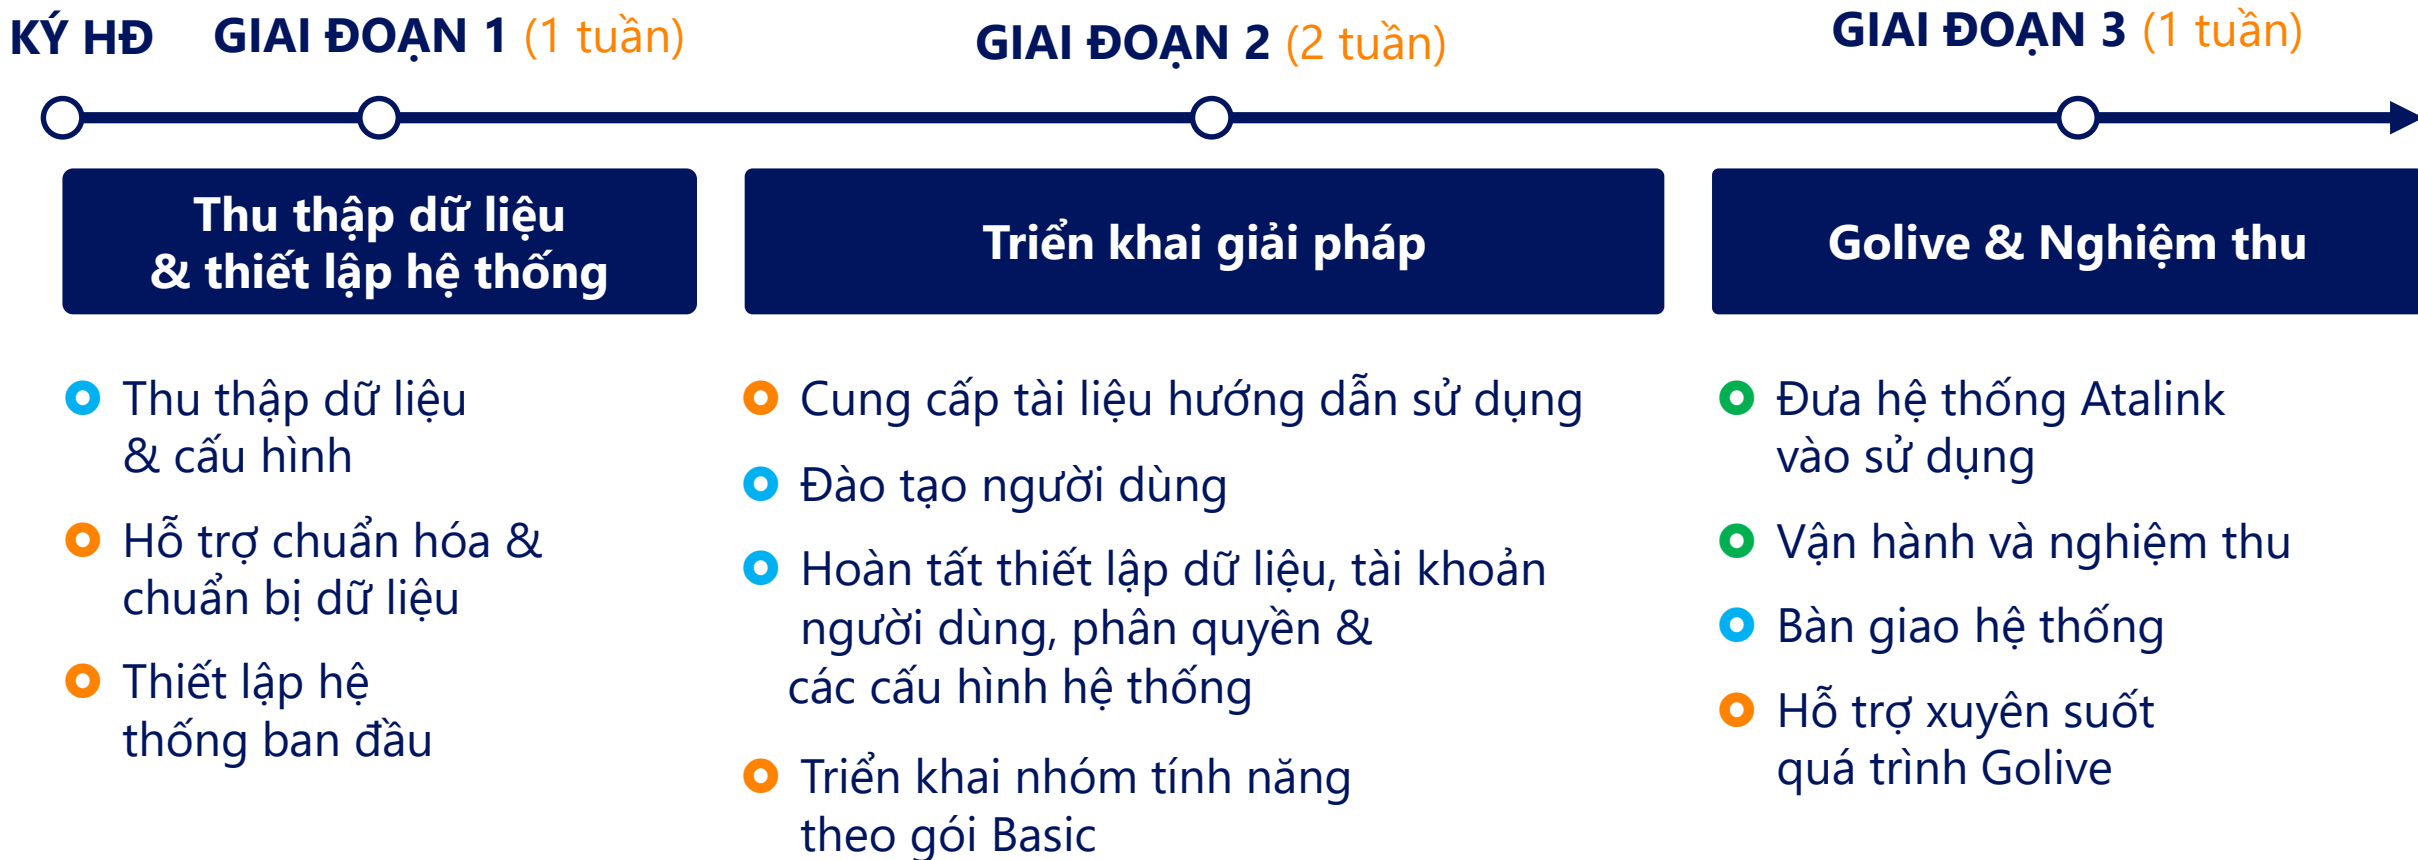 KÝ HĐ
GIAI ĐOẠN 1 (1 tuần)
GIAI ĐOẠN 2 (2 tuần)
GIAI ĐOẠN 3 (1 tuần)
Thu thập dữ liệu
& thiết lập hệ thống
Thu thập dữ liệu
& cấu hình
Hỗ trợ chuẩn hóa &
chuẩn bị dữ liệu
Thiết lập hệ
thống ban đầu
Triển khai giải pháp
Cung cấp tài liệu hướng dẫn sử dụng
Đào tạo người dùng
Hoàn tất thiết lập dữ liệu, tài khoản
người dùng, phân quyền &
các cấu hình hệ thống
Triển khai nhóm tính năng
theo gói Basic
Golive & Nghiệm thu
Đưa hệ thống Atalink
vào sử dụng
Vận hành và nghiệm thu
Bàn giao hệ thống
Hỗ trợ xuyên suốt
quá trình Golive